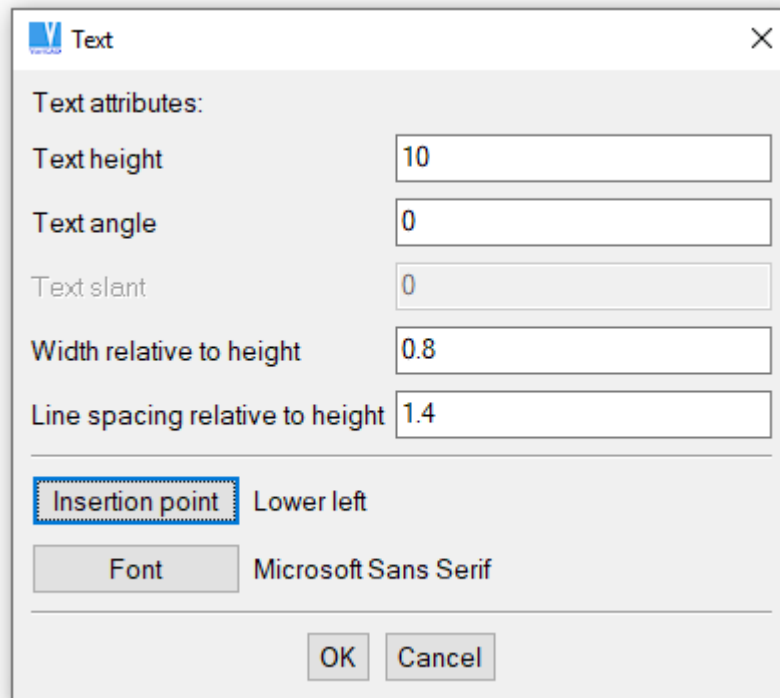 Text
Text attributes:
Text height 10
Text angle 0
Text slant 0
Width relative to height 0.8
Line spacing relative to height 1.4
Insertion point Lower left
Font Microsoft Sans Serif
OK Cancel